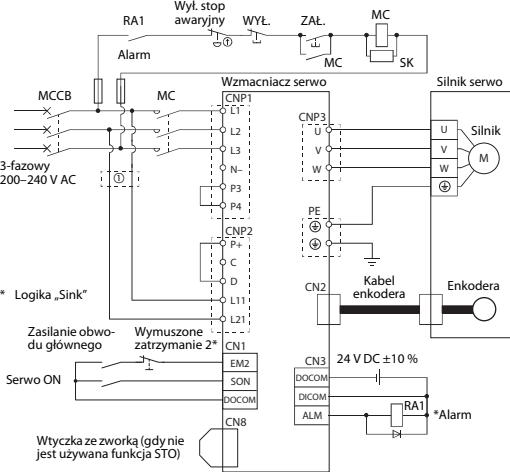 Wył. stop
awaryjny
RA1
WYŁ.
ZAŁ.
MC
Alarm
MC
SK
MCCB
MC
Wzmacniacz serwo
Silnik serwo
CNP1
L1
L2
L3
N−
P3
P4
CNP3
U
V
W
U
V
W
Silnik
M
3-fazowy
200–240 V AC
①
PE
CNP2
P+
C
D
L11
L21
* Logika „Sink”
CN2
Kabel
enkodera
Enkodera
Zasilanie obwo-
du głównego
Wymuszone
zatrzymanie 2*
Serwo ON
CN1
EM2
SON
DOCOM
CN3
DOCOM
DICOM
ALM
24 V DC ±10 %
RA1
*Alarm
CN8
Wtyczka ze zworką (gdy nie
jest używana funkcja STO)